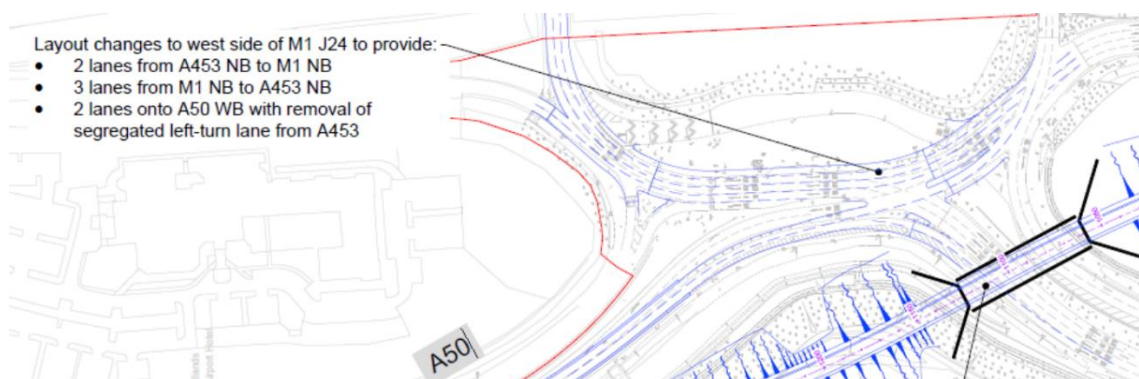 Layout changes to west side of M1 J24 to provide:
• 2 lanes from A453 NB to M1 NB
• 3 lanes from M1 NB to A453 NB
• 2 lanes onto A50 WB with removal of
segregated left-turn lane from A453
A50